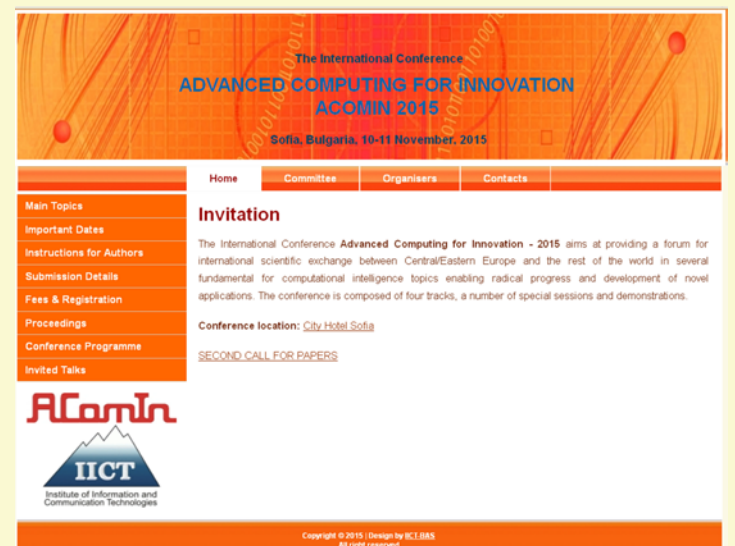 The International Conference
ADVANCED COMPUTING FOR INNOVATION
ACOMIN 2015
Sofia, Bulgaria, 10-11 November, 2015
Home Committee Organisers Contacts
Main Topics
Important Dates
Instructions for Authors
Submission Details
Fees & Registration
Proceedings
Conference Programme
Invited Talks
Invitation
The International Conference Advanced Computing for Innovation - 2015 aims at providing a forum for
international scientific exchange between Central/Eastern Europe and the rest of the world in several
fundamental for computational intelligence topics enabling radical progress and development of novel
applications. The conference is composed of four tracks, a number of special sessions and demonstrations.
Conference location: City Hotel Sofia
SECOND CALL FOR PAPERS
AComIn
IICT
Institute of Information and
Communication Technologies
Copyright © 2015 | Design by IICT-BAS
All right reserved